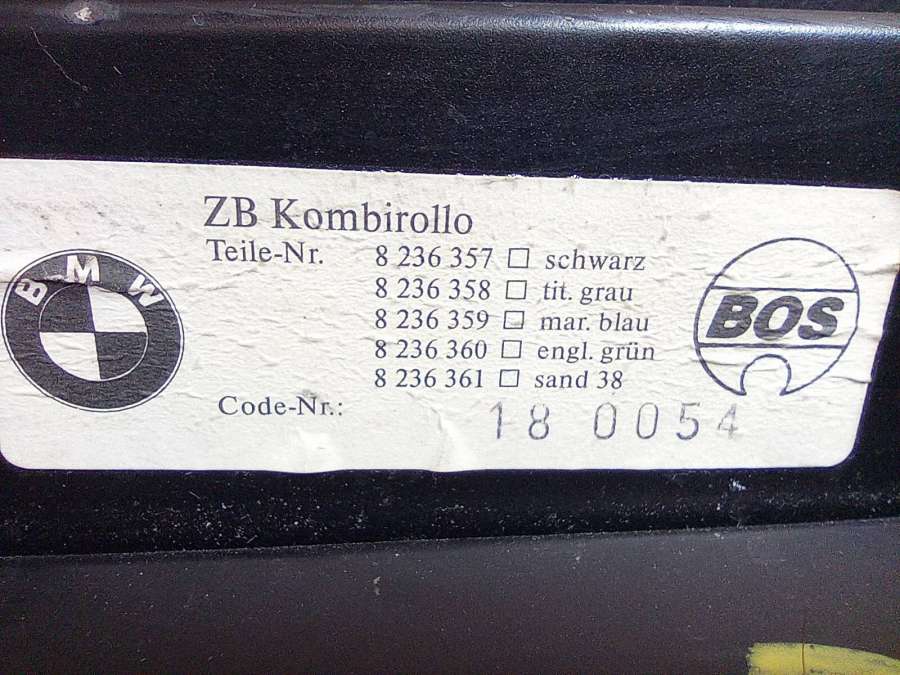 ZB Kombirollo
Teile-Nr. 8 236 357 □ schwarz
8 236 358 □ tit. grau
8 236 359 □ mar. blau
8 236 360 □ engl. grün
8 236 361 □ sand 38
Code-Nr.: 18 0054
BMW
BOS